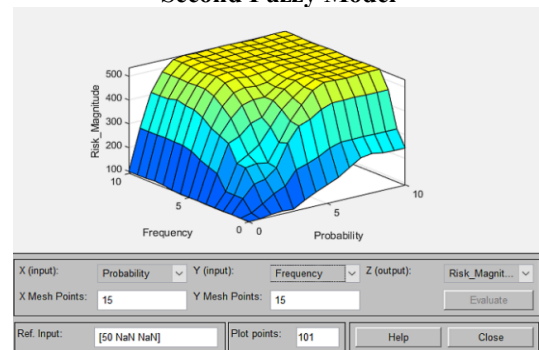 Second Fuzzy Model
500
400
300
200
100
Risk_Magnitude
10
5
0
Frequency
0
5
10
Probability
X (input): Probability Y (input): Frequency Z (output): Risk_Magnit...
X Mesh Points: 15 Y Mesh Points: 15 Evaluate
Ref. Input: [50 NaN NaN] Plot points: 101 Help Close